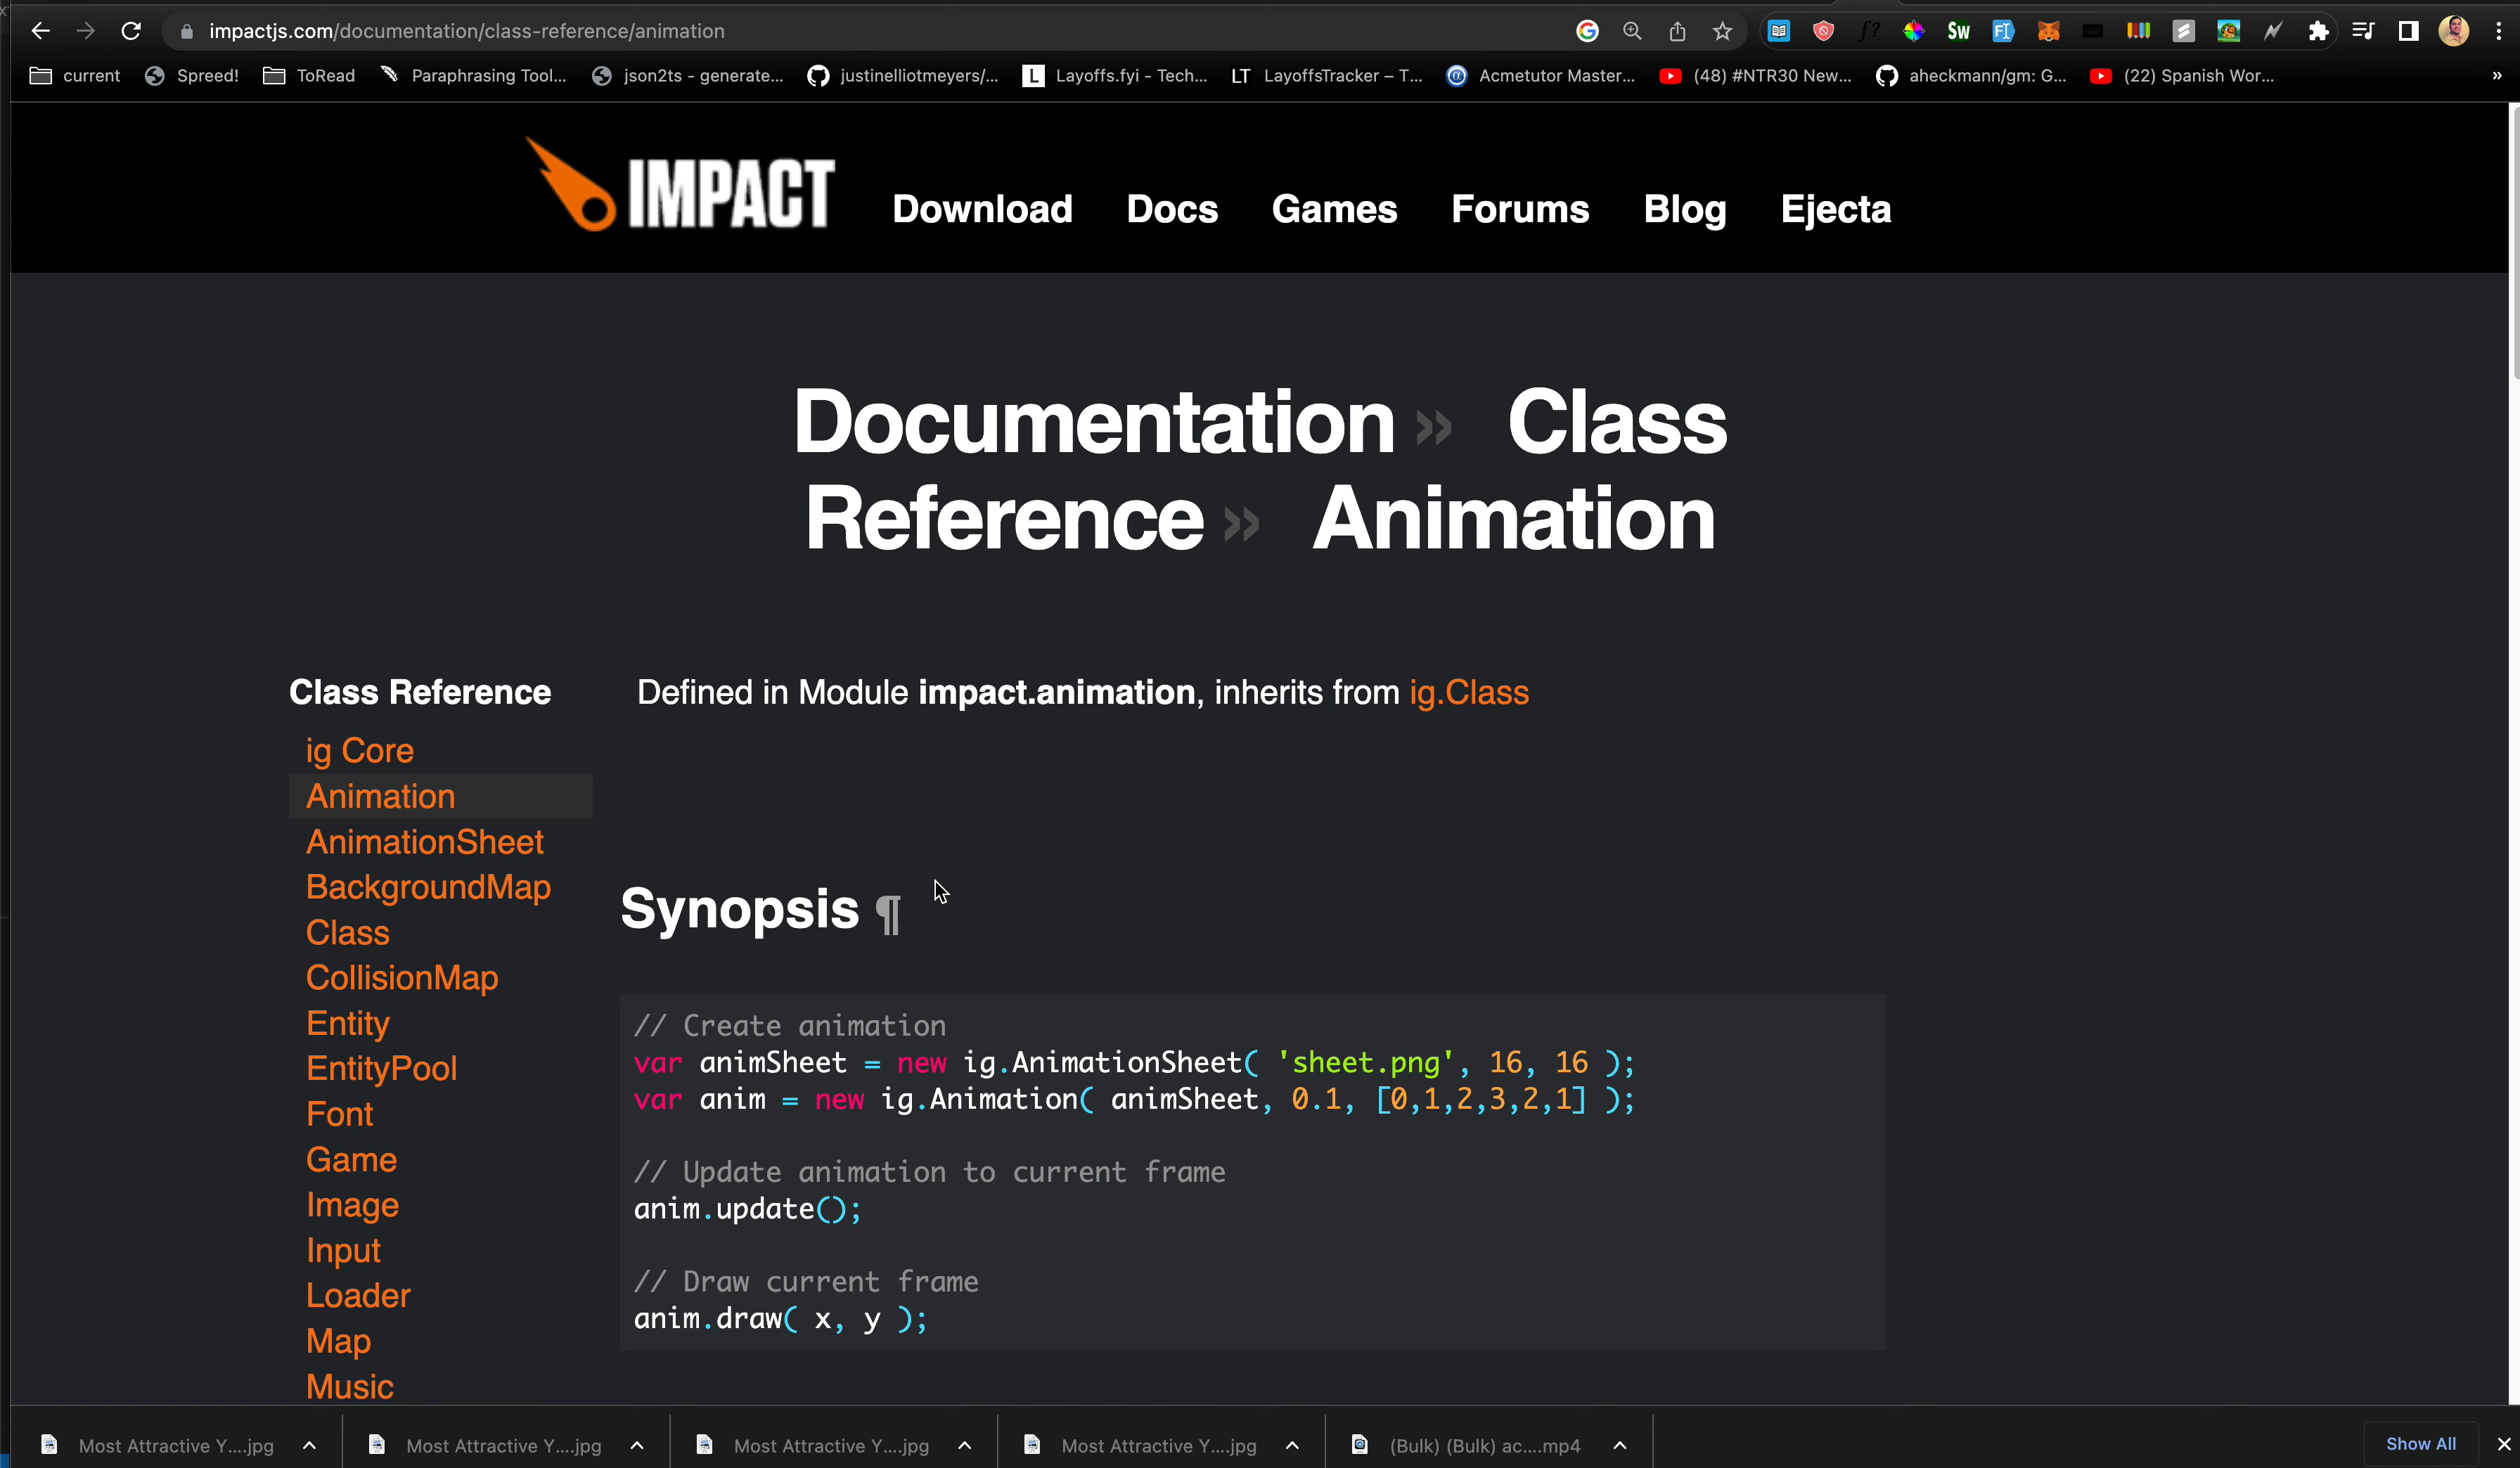 impactjs.com/documentation/class-reference/animation
current
Spreed!
ToRead
Paraphrasing Tool...
json2ts - generate...
justinelliotmeyers/...
Layoffs.fyi - Tech...
LayoffsTracker – T...
Acmetutor Master...
(48) #NTR30 New...
aheckmann/gm: G...
(22) Spanish Wor...
IMPACT
Download Docs Games Forums Blog Ejecta
Documentation » Class
Reference » Animation
Class Reference
ig Core
Animation
AnimationSheet
BackgroundMap
Class
CollisionMap
Entity
EntityPool
Font
Game
Image
Input
Loader
Map
Music
Defined in Module impact.animation, inherits from ig.Class
Synopsis ¶
// Create animation
var animSheet = new ig.AnimationSheet( 'sheet.png', 16, 16 );
var anim = new ig.Animation( animSheet, 0.1, [0,1,2,3,2,1] );
// Update animation to current frame
anim.update();
// Draw current frame
anim.draw( x, y );
Most Attractive Y....jpg
Most Attractive Y....jpg
Most Attractive Y....jpg
Most Attractive Y....jpg
(Bulk) (Bulk) ac....mp4
Show All